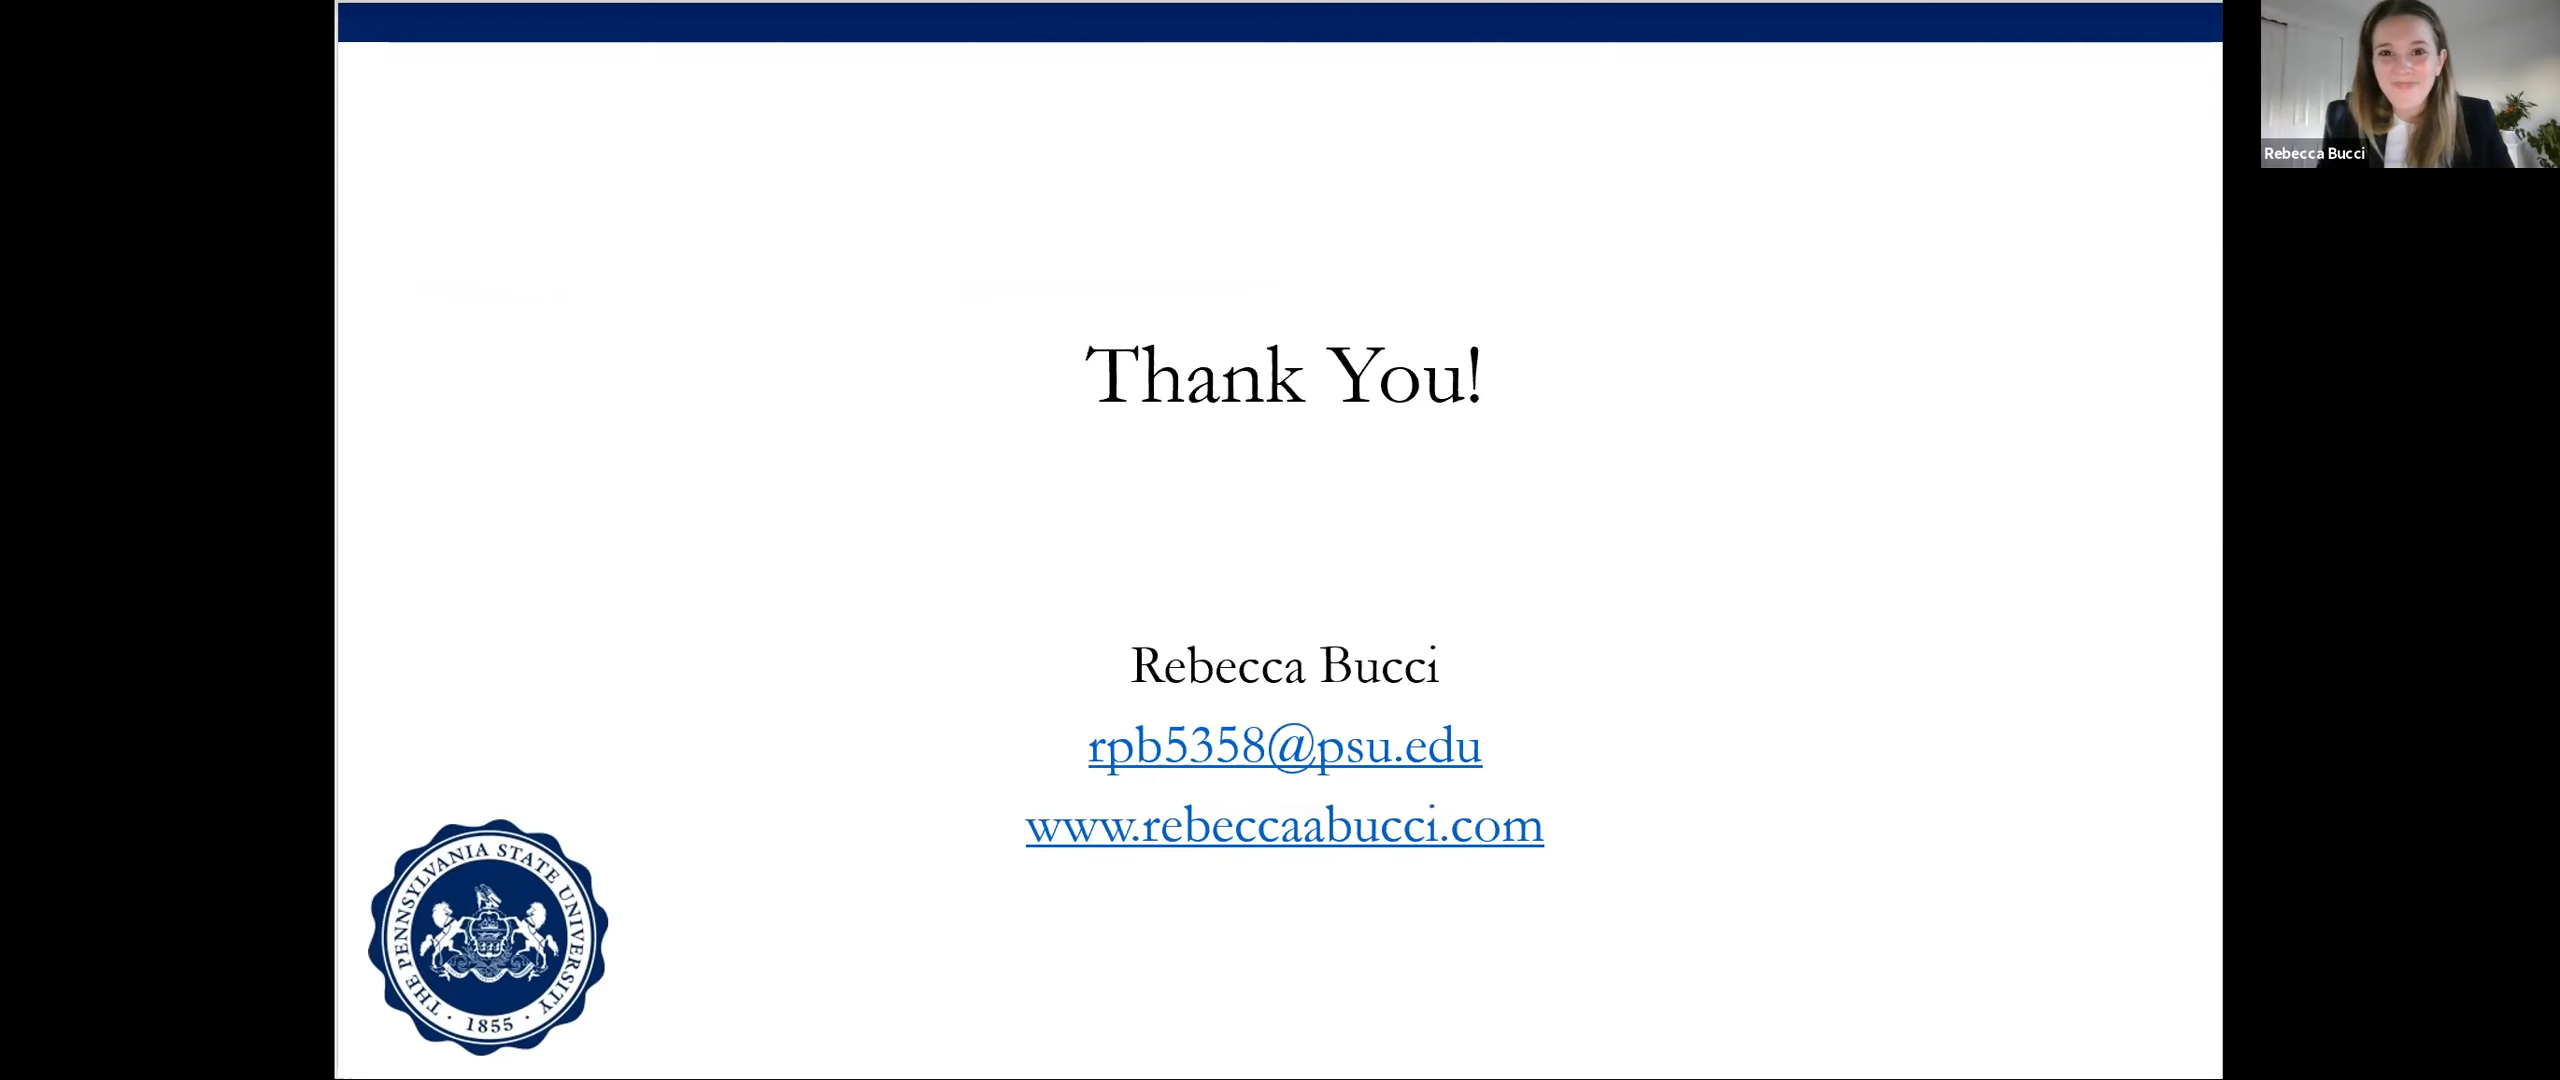 Thank You!
Rebecca Bucci
rpb5358@psu.edu
www.rebeccaabucci.com
THE PENNSYLVANIA STATE UNIVERSITY
· 1855 ·
Rebecca Bucci